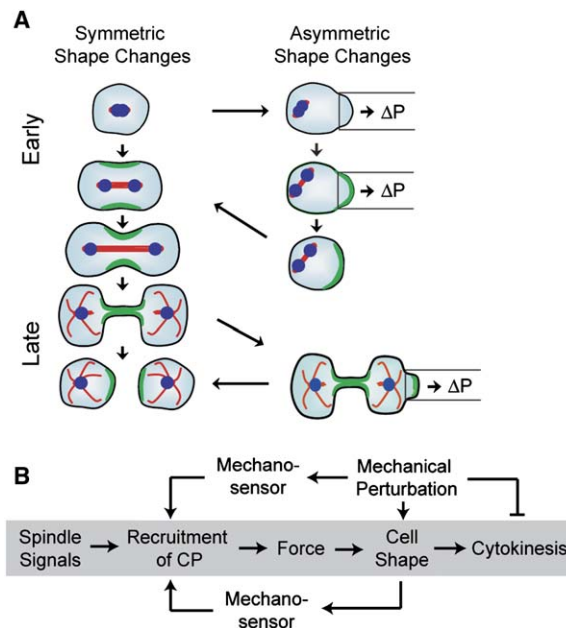 A
Symmetric
Shape Changes
Asymmetric
Shape Changes
Early
ΔP
ΔP
Late
ΔP
B
Mechano-
sensor
Mechanical
Perturbation
Spindle
Signals
Recruitment
of CP
Force
Cell
Shape
Cytokinesis
Mechano-
sensor